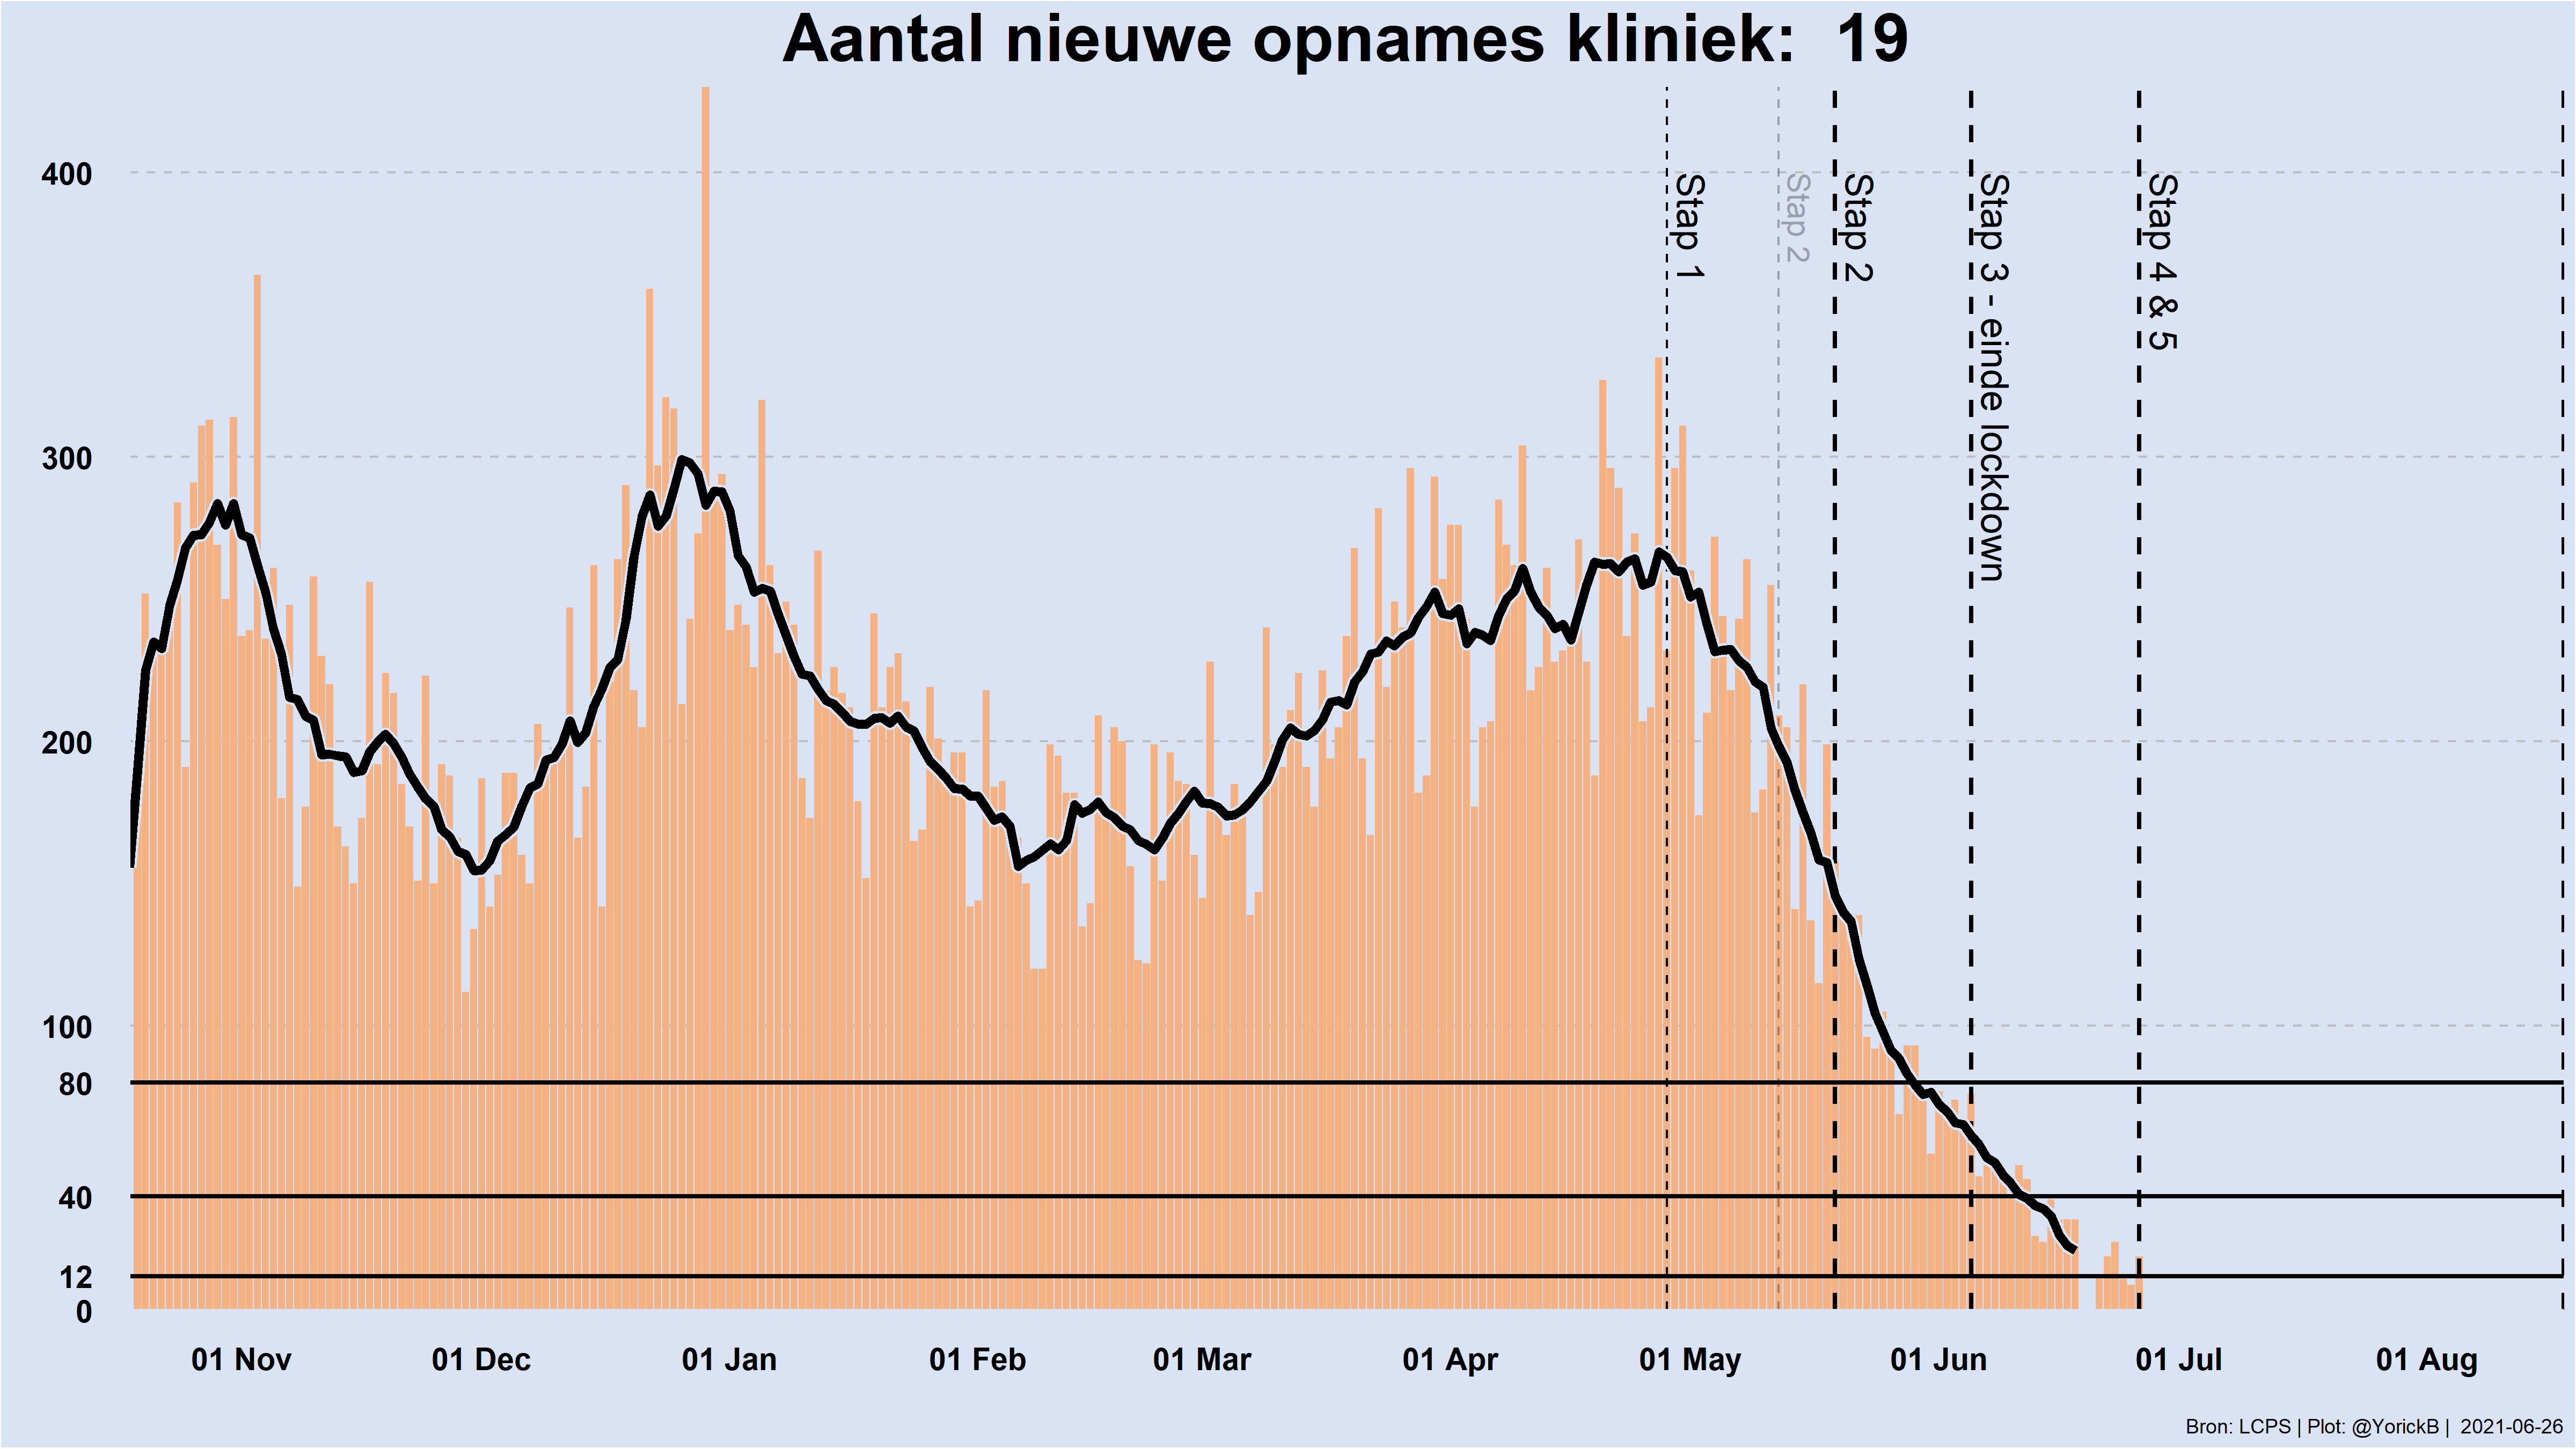 Aantal nieuwe opnames kliniek: 19
400
300
200
100
80
40
12
0
Stap 1
Stap 2
Stap 2
Stap 3 - einde lockdown
Stap 4 & 5
01 Nov
01 Dec
01 Jan
01 Feb
01 Mar
01 Apr
01 May
01 Jun
01 Jul
01 Aug
Bron: LCPS | Plot: @YorickB | 2021-06-26